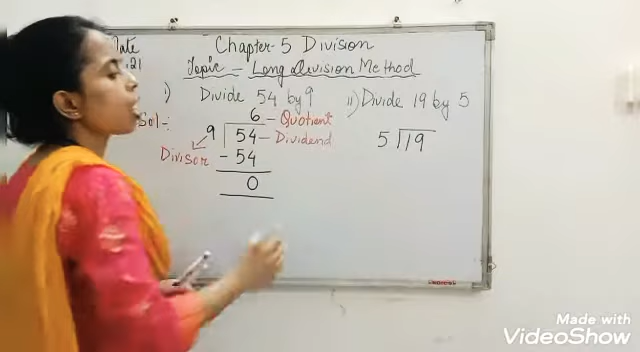 Date
Chapter-5 Division
:21
Topic - Long Division Method
i) Divide 54 by 9
ii) Divide 19 by 5
Sol-:
6 - Quotient
9 54 - Dividend
Divisor
- 54
0
5 19
Made with
VideoShow